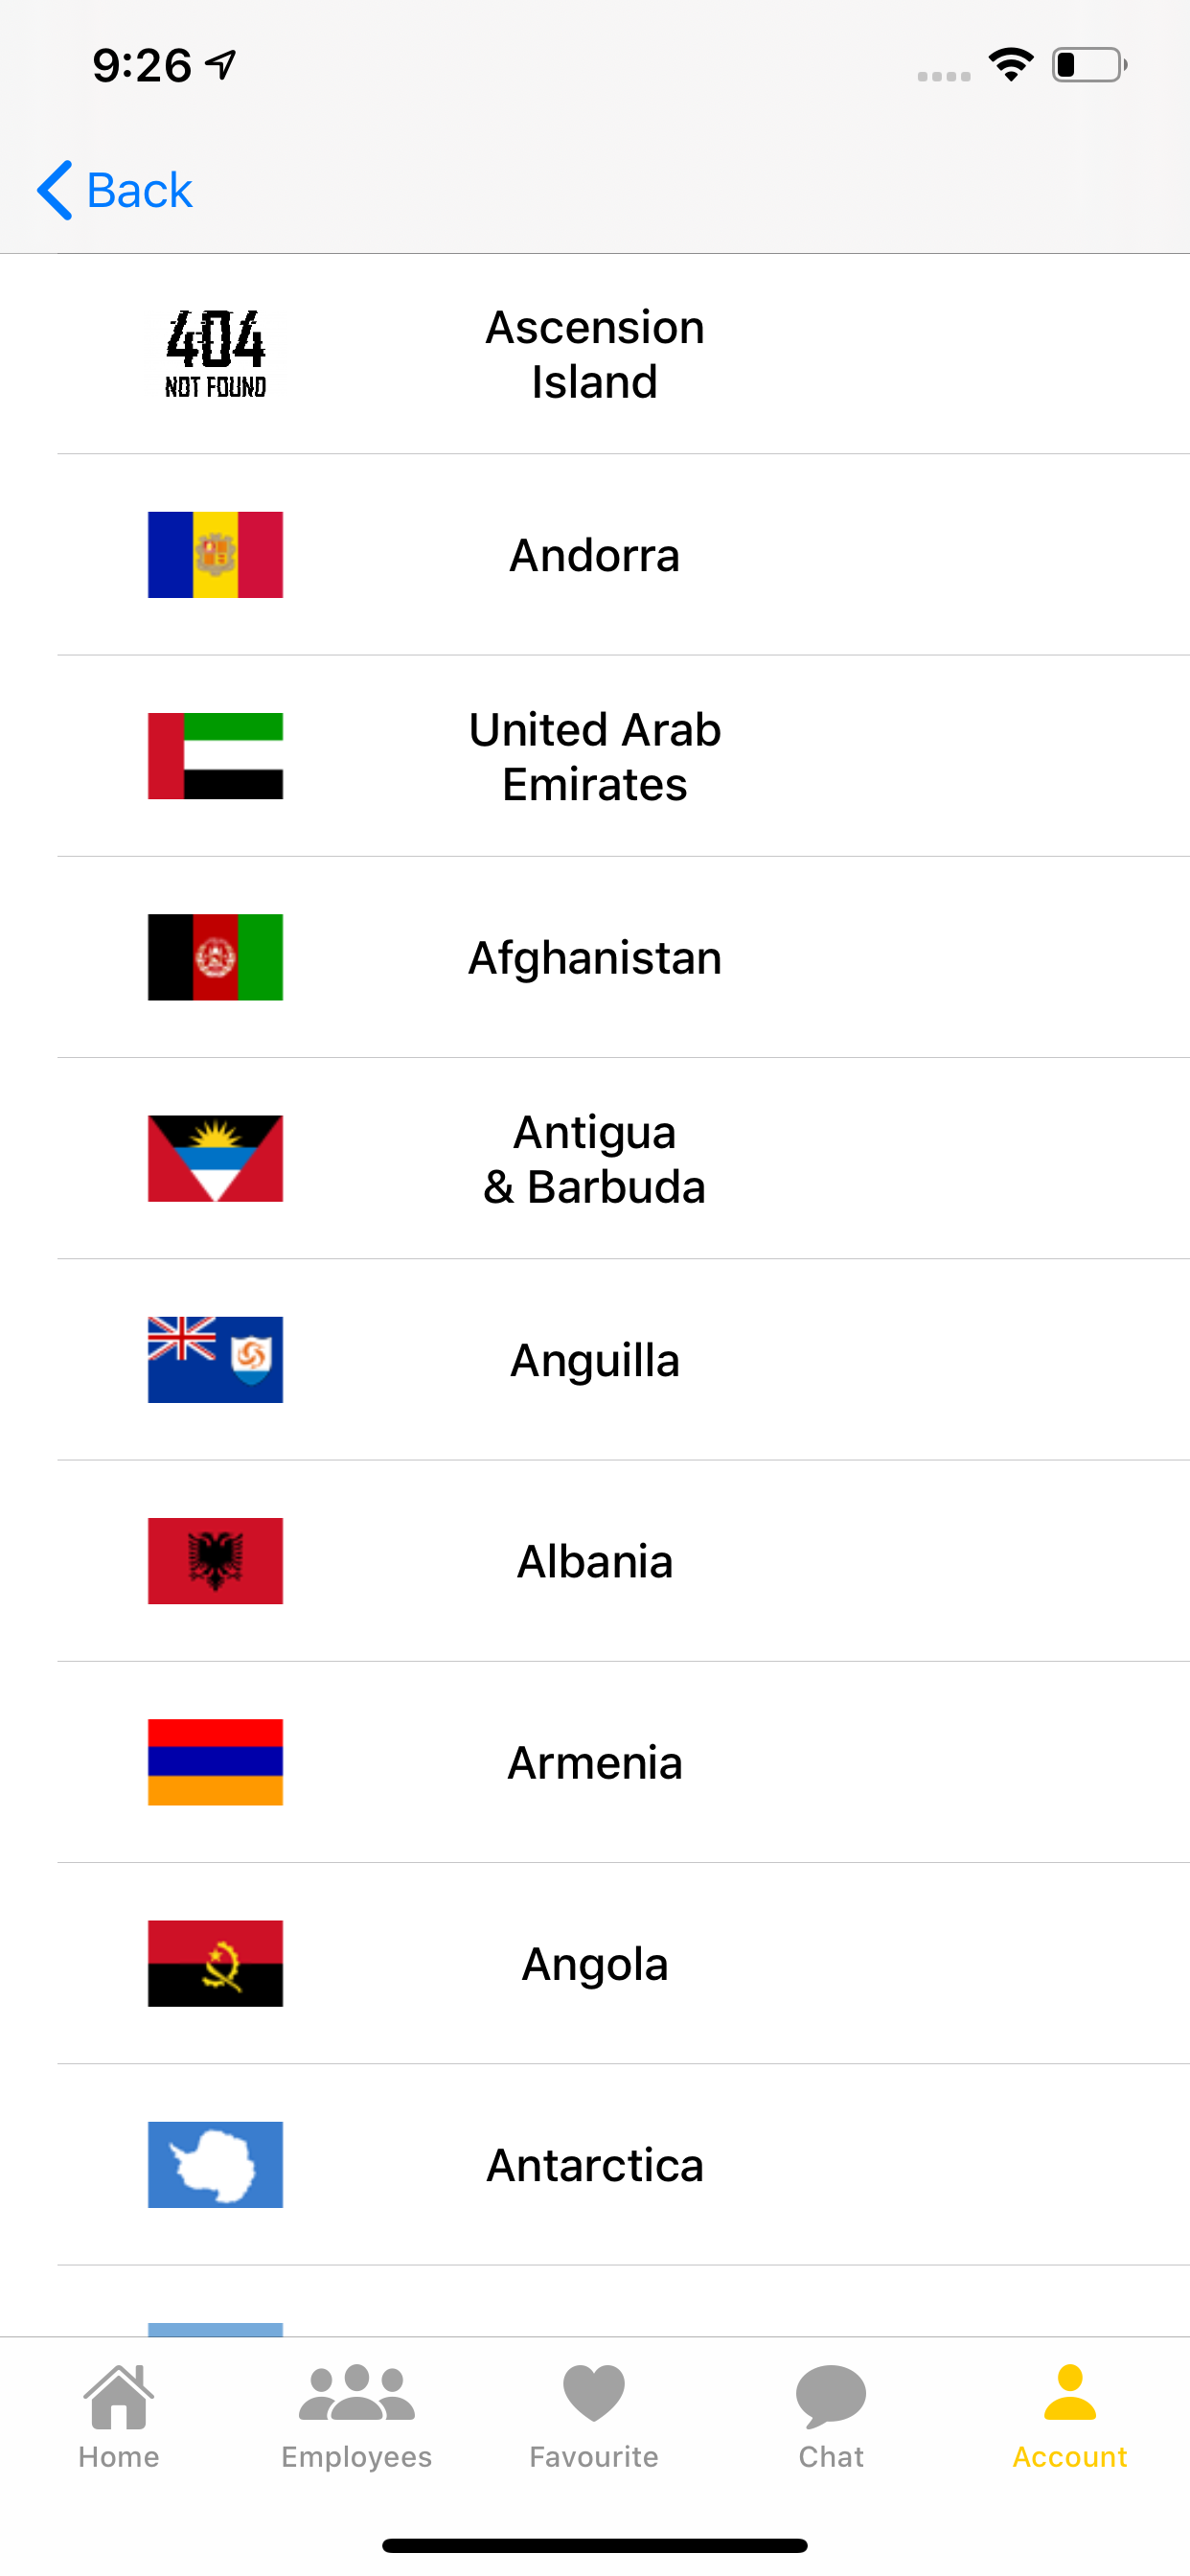 9:26
Back
404
NOT FOUND
Ascension
Island
Andorra
United Arab
Emirates
Afghanistan
Antigua
& Barbuda
Anguilla
Albania
Armenia
Angola
Antarctica
Home
Employees
Favourite
Chat
Account